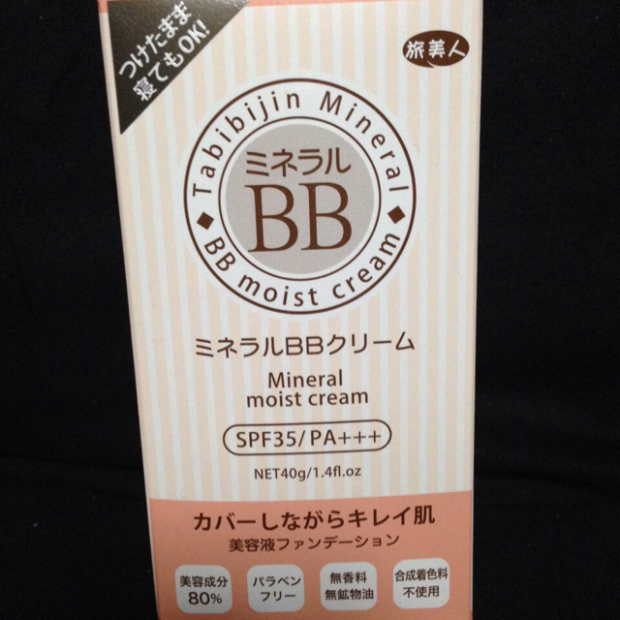 つけたまま
寝てもOK!
旅美人
Tabibijin Mineral
ミネラル
BB
BB moist cream
ミネラルBBクリーム
Mineral
moist cream
SPF35/PA+++
NET40g/1.4fl.oz
カバーしながらキレイ肌
美容液ファンデーション
美容成分
80%
パラベン
フリー
無香料
無鉱物油
合成着色料
不使用